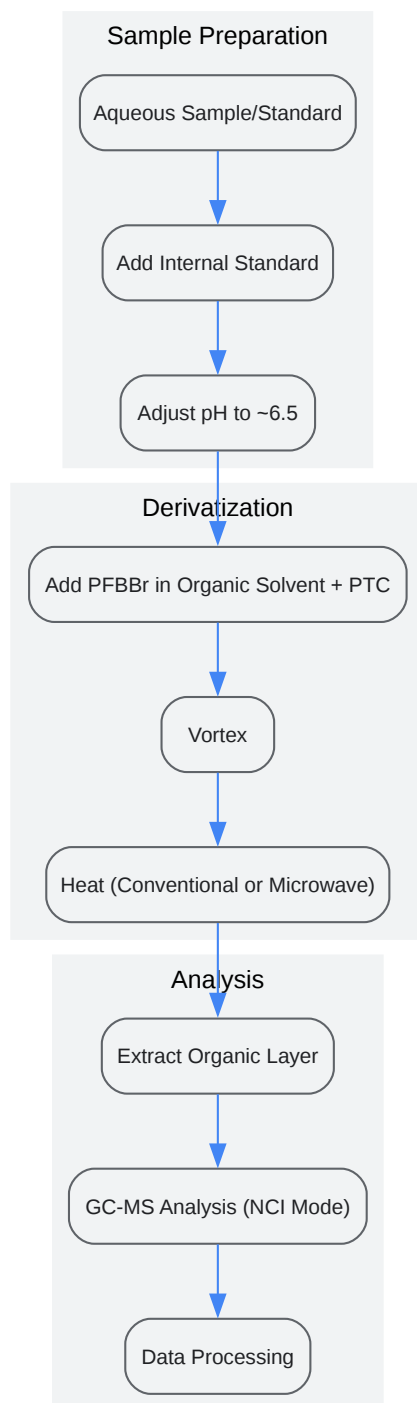 Sample Preparation
Aqueous Sample/Standard
Add Internal Standard
Adjust pH to ~6.5
Derivatization
Add PFBBr in Organic Solvent + PTC
Vortex
Heat (Conventional or Microwave)
Analysis
Extract Organic Layer
GC-MS Analysis (NCI Mode)
Data Processing